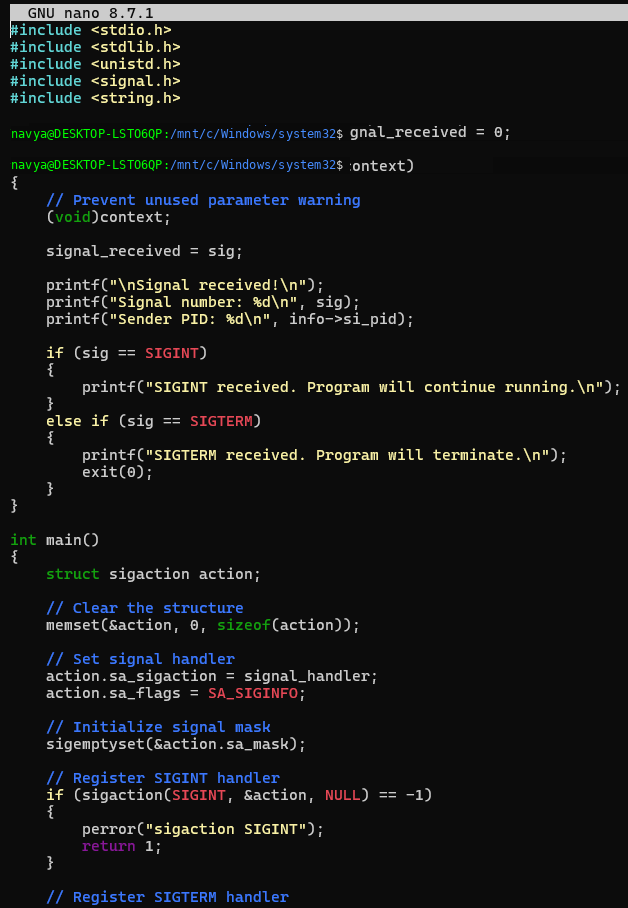 GNU nano 8.7.1
#include <stdio.h>
#include <stdlib.h>
#include <unistd.h>
#include <signal.h>
#include <string.h>
navya@DESKTOP-LSTO6QP:/mnt/c/Windows/system32$ gnal_received = 0;
navya@DESKTOP-LSTO6QP:/mnt/c/Windows/system32$ context)
{
    // Prevent unused parameter warning
    (void)context;
    signal_received = sig;
    printf("\nSignal received!\n");
    printf("Signal number: %d\n", sig);
    printf("Sender PID: %d\n", info->si_pid);
    if (sig == SIGINT)
    {
        printf("SIGINT received. Program will continue running.\n");
    }
    else if (sig == SIGTERM)
    {
        printf("SIGTERM received. Program will terminate.\n");
        exit(0);
    }
}
int main()
{
    struct sigaction action;
    // Clear the structure
    memset(&action, 0, sizeof(action));
    // Set signal handler
    action.sa_sigaction = signal_handler;
    action.sa_flags = SA_SIGINFO;
    // Initialize signal mask
    sigemptyset(&action.sa_mask);
    // Register SIGINT handler
    if (sigaction(SIGINT, &action, NULL) == -1)
    {
        perror("sigaction SIGINT");
        return 1;
    }
    // Register SIGTERM handler